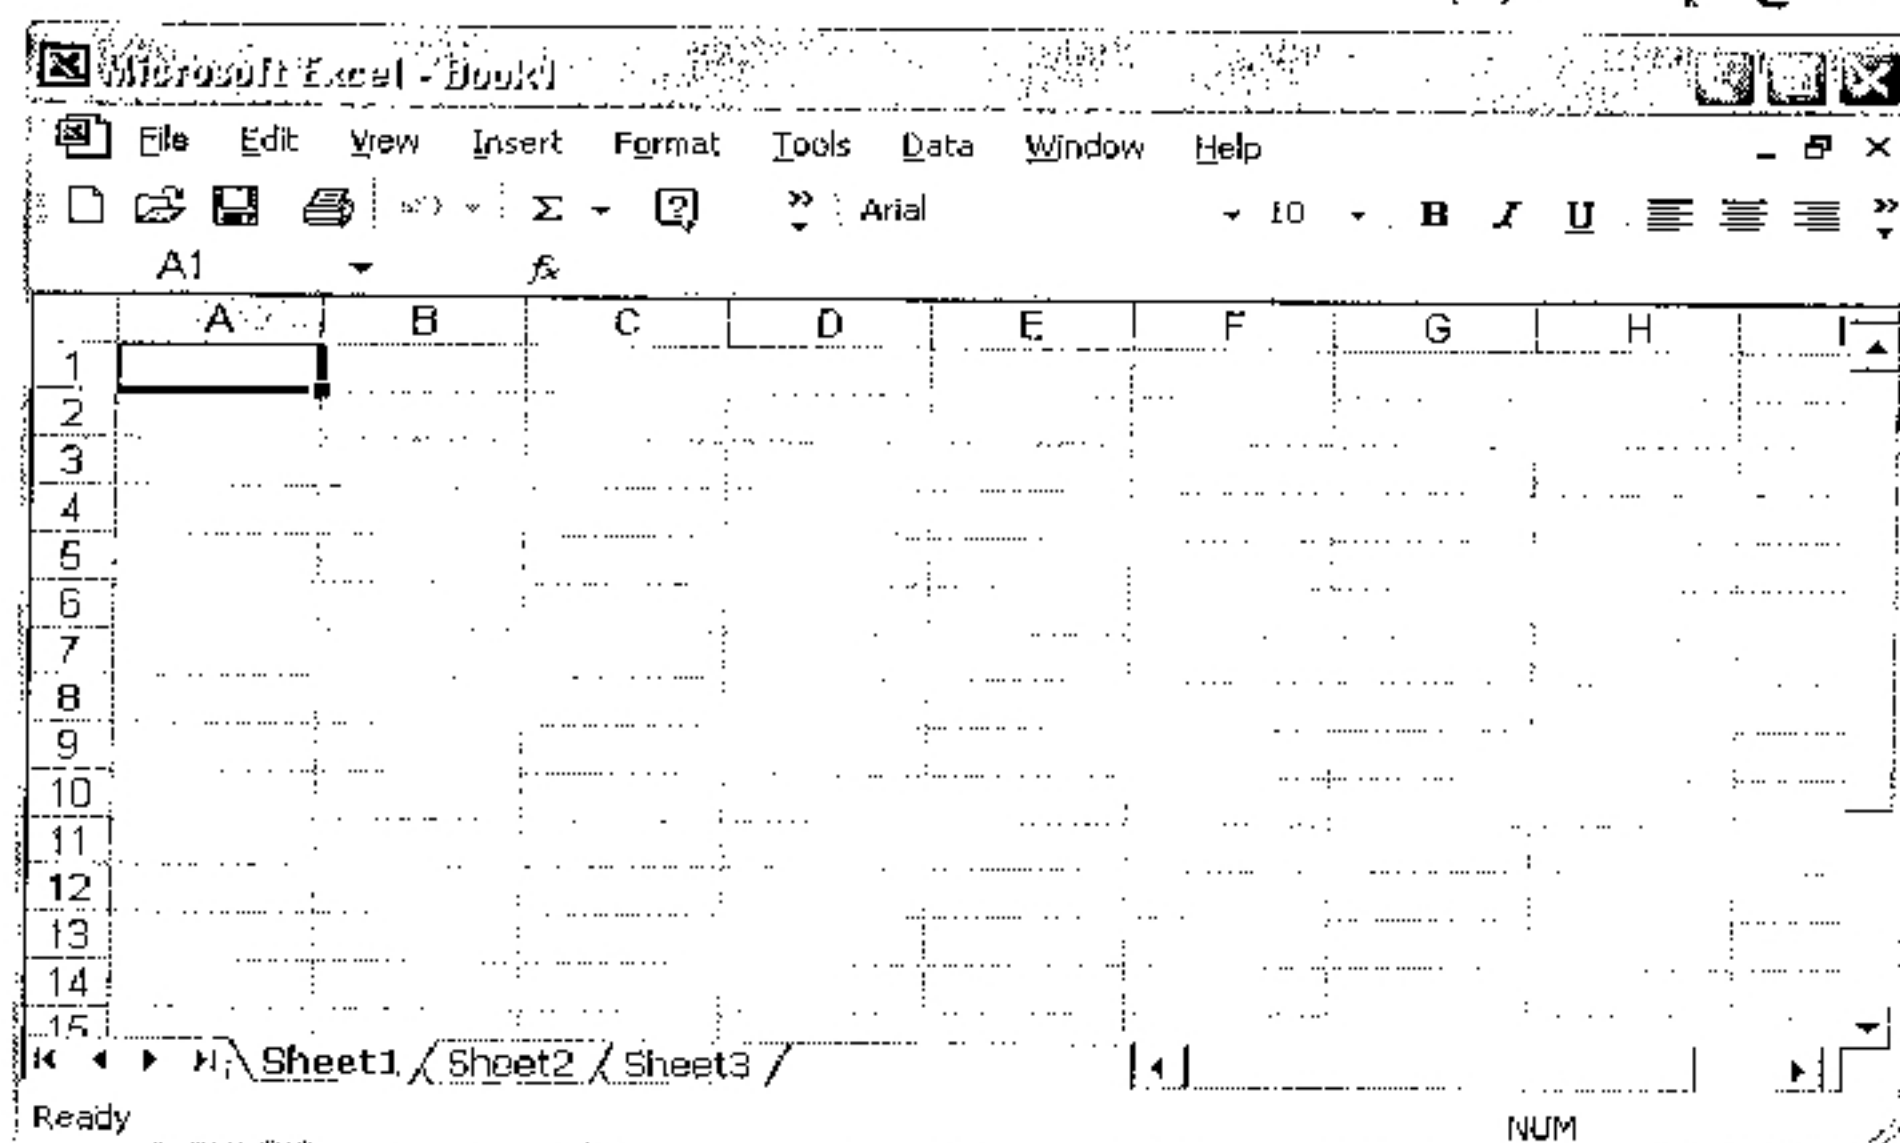 Microsoft Excel - Book1
File Edit View Insert Format Tools Data Window Help
Arial 10 B I U
A1 fx
A B C D E F G H I
1
2
3
4
5
6
7
8
9
10
11
12
13
14
15
Sheet1 Sheet2 Sheet3
Ready NUM